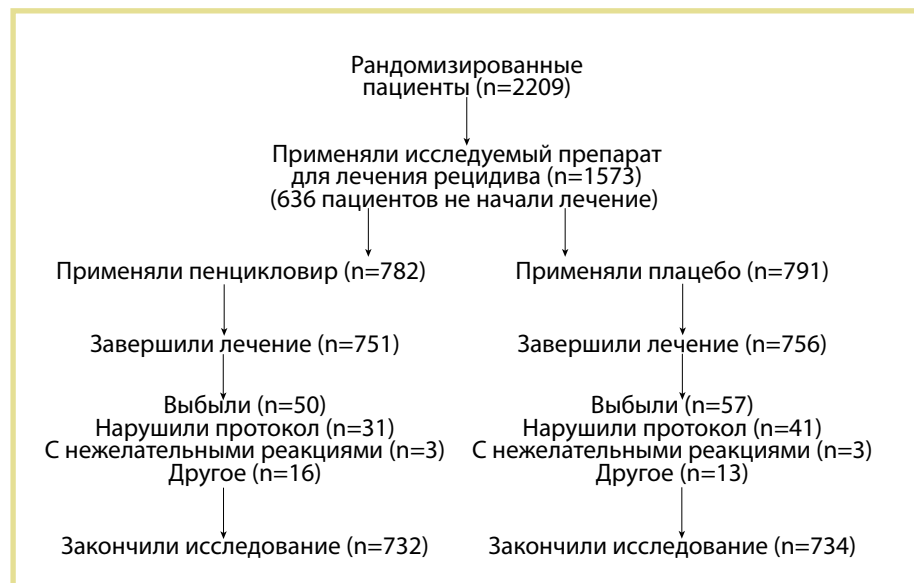 Рандомизированные
пациенты (n=2209)
Применяли исследуемый препарат
для лечения рецидива (n=1573)
(636 пациентов не начали лечение)
Применяли пенцикловир (n=782)
Завершили лечение (n=751)
Выбыли (n=50)
Нарушили протокол (n=31)
С нежелательными реакциями (n=3)
Другое (n=16)
Закончили исследование (n=732)
Применяли плацебо (n=791)
Завершили лечение (n=756)
Выбыли (n=57)
Нарушили протокол (n=41)
С нежелательными реакциями (n=3)
Другое (n=13)
Закончили исследование (n=734)